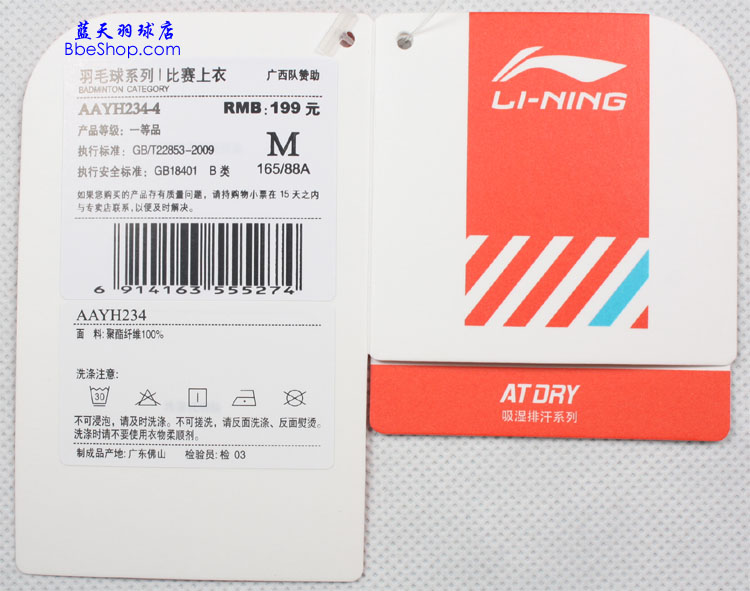 蓝天羽球店
BbeShop.com
羽毛球系列 | 比赛上衣 广西队赞助
BADMINTON CATEGORY
AAYH234-4 RMB: 199 元
产品等级: 一等品
执行标准: GB/T22853-2009 M
执行安全标准: GB18401 B 类 165/88A
如果您购买的产品存有质量问题, 请持购物小票在 15 天之内
与专卖店联系, 以便及时解决。
6 914163 555274
AAYH234
面 料: 聚酯纤维100%
洗涤注意:
30
不可浸泡, 请及时洗涤。不可搓洗, 请反面洗涤、反面熨烫。
洗涤时请不要使用衣物柔顺剂。
制成品产地: 广东佛山 检验员: 检 03
LI-NING
AT DRY
吸湿排汗系列